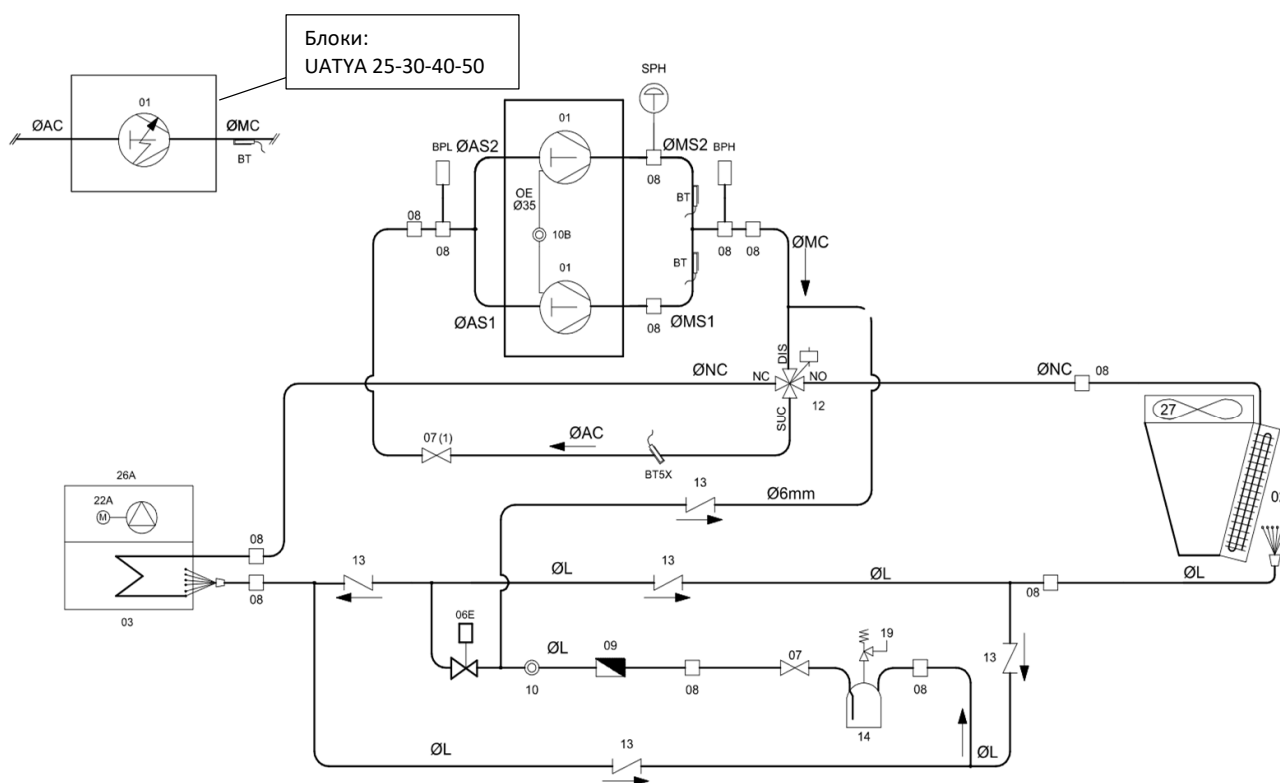 Блоки:
UATYA 25-30-40-50
01
ØAC
ØMC
BT
SPH
01
BPL
ØAS2
ØMS2
BPH
08
OE
Ø35
BT
08
08
10B
08
08
ØMC
BT
01
ØAS1
08
ØMS1
DIS
ØNC
NC
NO
12
ØNC
08
SUC
27
07(1)
ØAC
BT5X
26A
22A
M
13
Ø6mm
08
13
ØL
13
ØL
ØL
08
08
03
06E
ØL
09
07
19
13
10
08
08
14
ØL
13
ØL